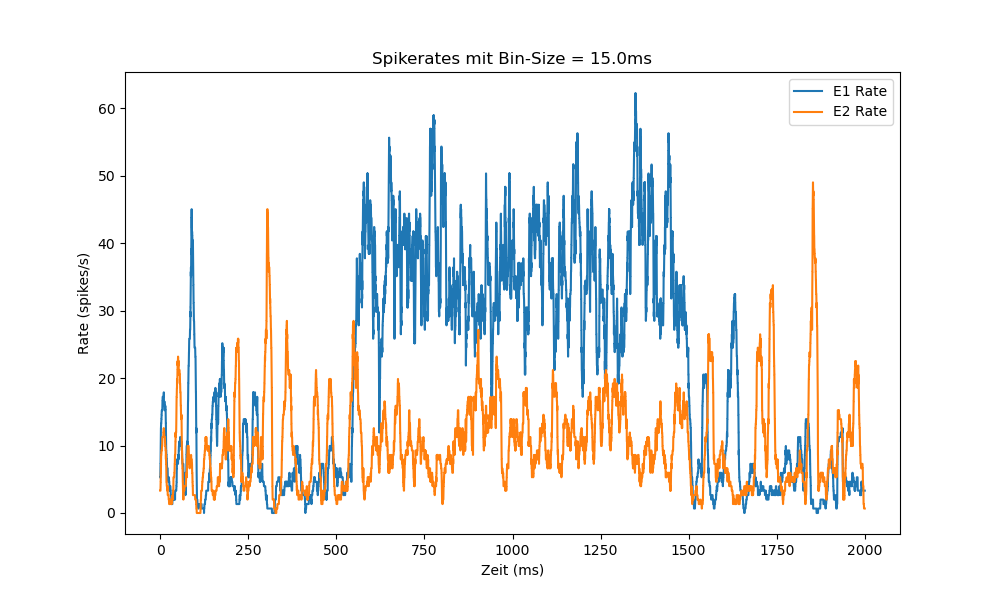 Spikerates mit Bin-Size = 15.0ms
E1 Rate
E2 Rate
Rate (spikes/s)
60
50
40
30
20
10
0
0 250 500 750 1000 1250 1500 1750 2000
Zeit (ms)